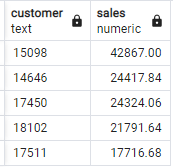 customer sales
text numeric
15098 42867.00
14646 24417.84
17450 24324.06
18102 21791.64
17511 17716.68